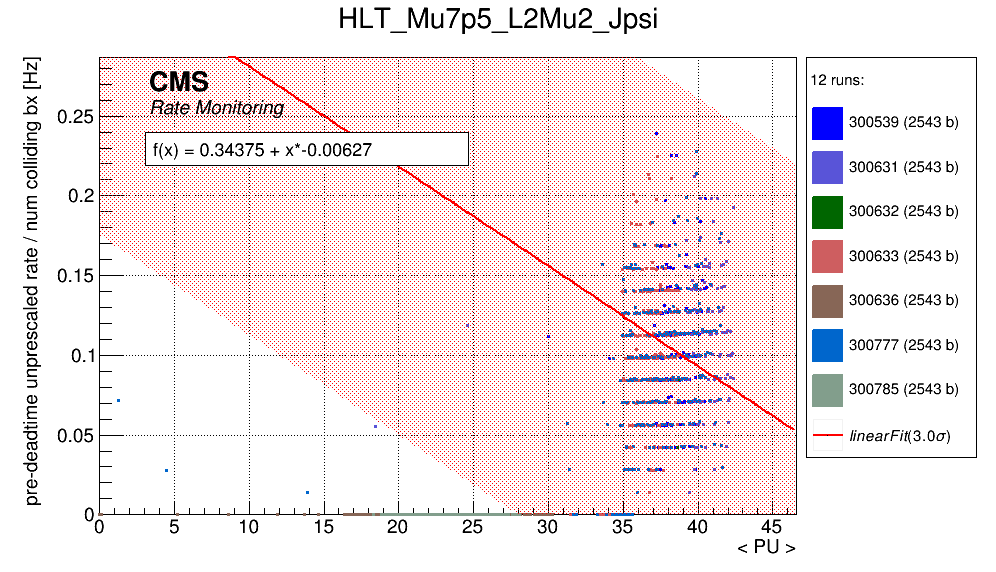 HLT_Mu7p5_L2Mu2_Jpsi
pre-deadtime unprescaled rate / num colliding bx [Hz]
CMS
Rate Monitoring
f(x) = 0.34375 + x*-0.00627
0.25
0.2
0.15
0.1
0.05
0
0 5 10 15 20 25 30 35 40 45
< PU >
12 runs:
300539 (2543 b)
300631 (2543 b)
300632 (2543 b)
300633 (2543 b)
300636 (2543 b)
300777 (2543 b)
300785 (2543 b)
linearFit(3.0σ)